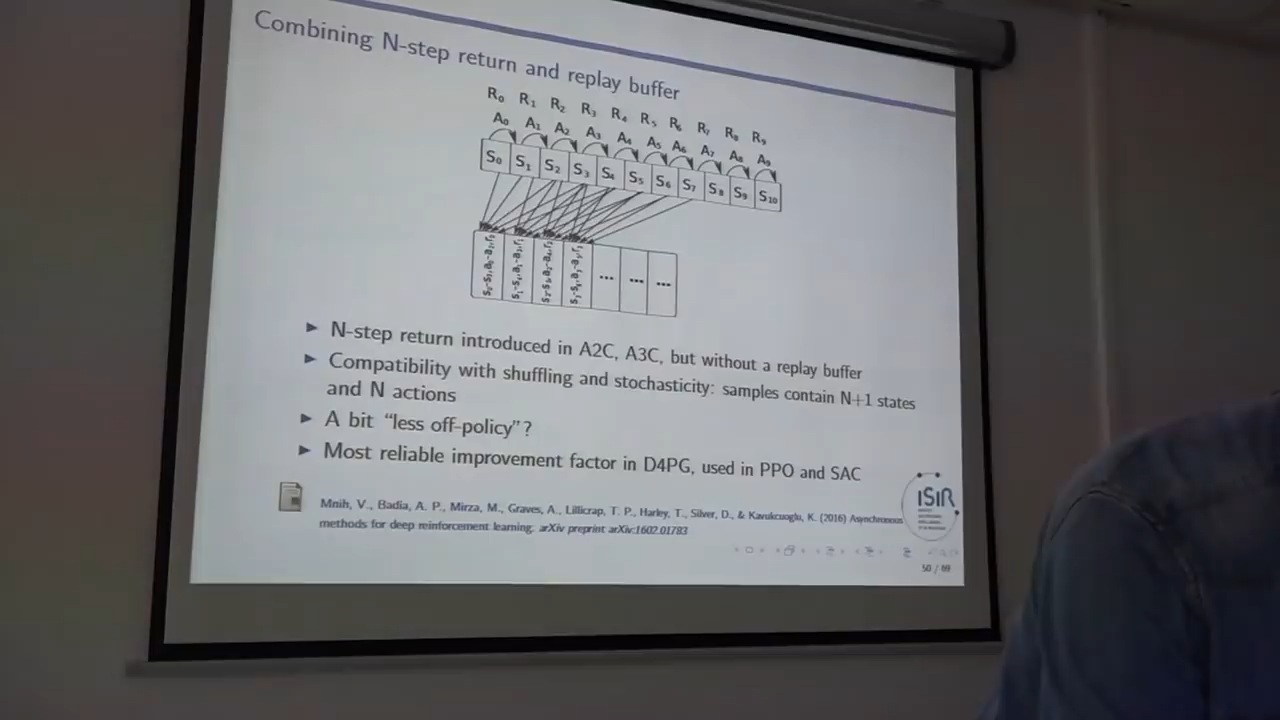 Combining N-step return and replay buffer
R₀ R₁ R₂ R₃ R₄ R₅ R₆ R₇ R₈ R₉
A₀ A₁ A₂ A₃ A₄ A₅ A₆ A₇ A₈ A₉
S₀ S₁ S₂ S₃ S₄ S₅ S₆ S₇ S₈ S₉ S₁₀
... ... ...
▶ N-step return introduced in A2C, A3C, but without a replay buffer
▶ Compatibility with shuffling and stochasticity: samples contain N+1 states
and N actions
▶ A bit “less off-policy”?
▶ Most reliable improvement factor in D4PG, used in PPO and SAC
Mnih, V., Badia, A. P., Mirza, M., Graves, A., Lillicrap, T. P., Harley, T., Silver, D., & Kavukcuoglu, K. (2016) Asynchronous
methods for deep reinforcement learning. arXiv preprint arXiv:1602.01783
ISIR
50 / 69